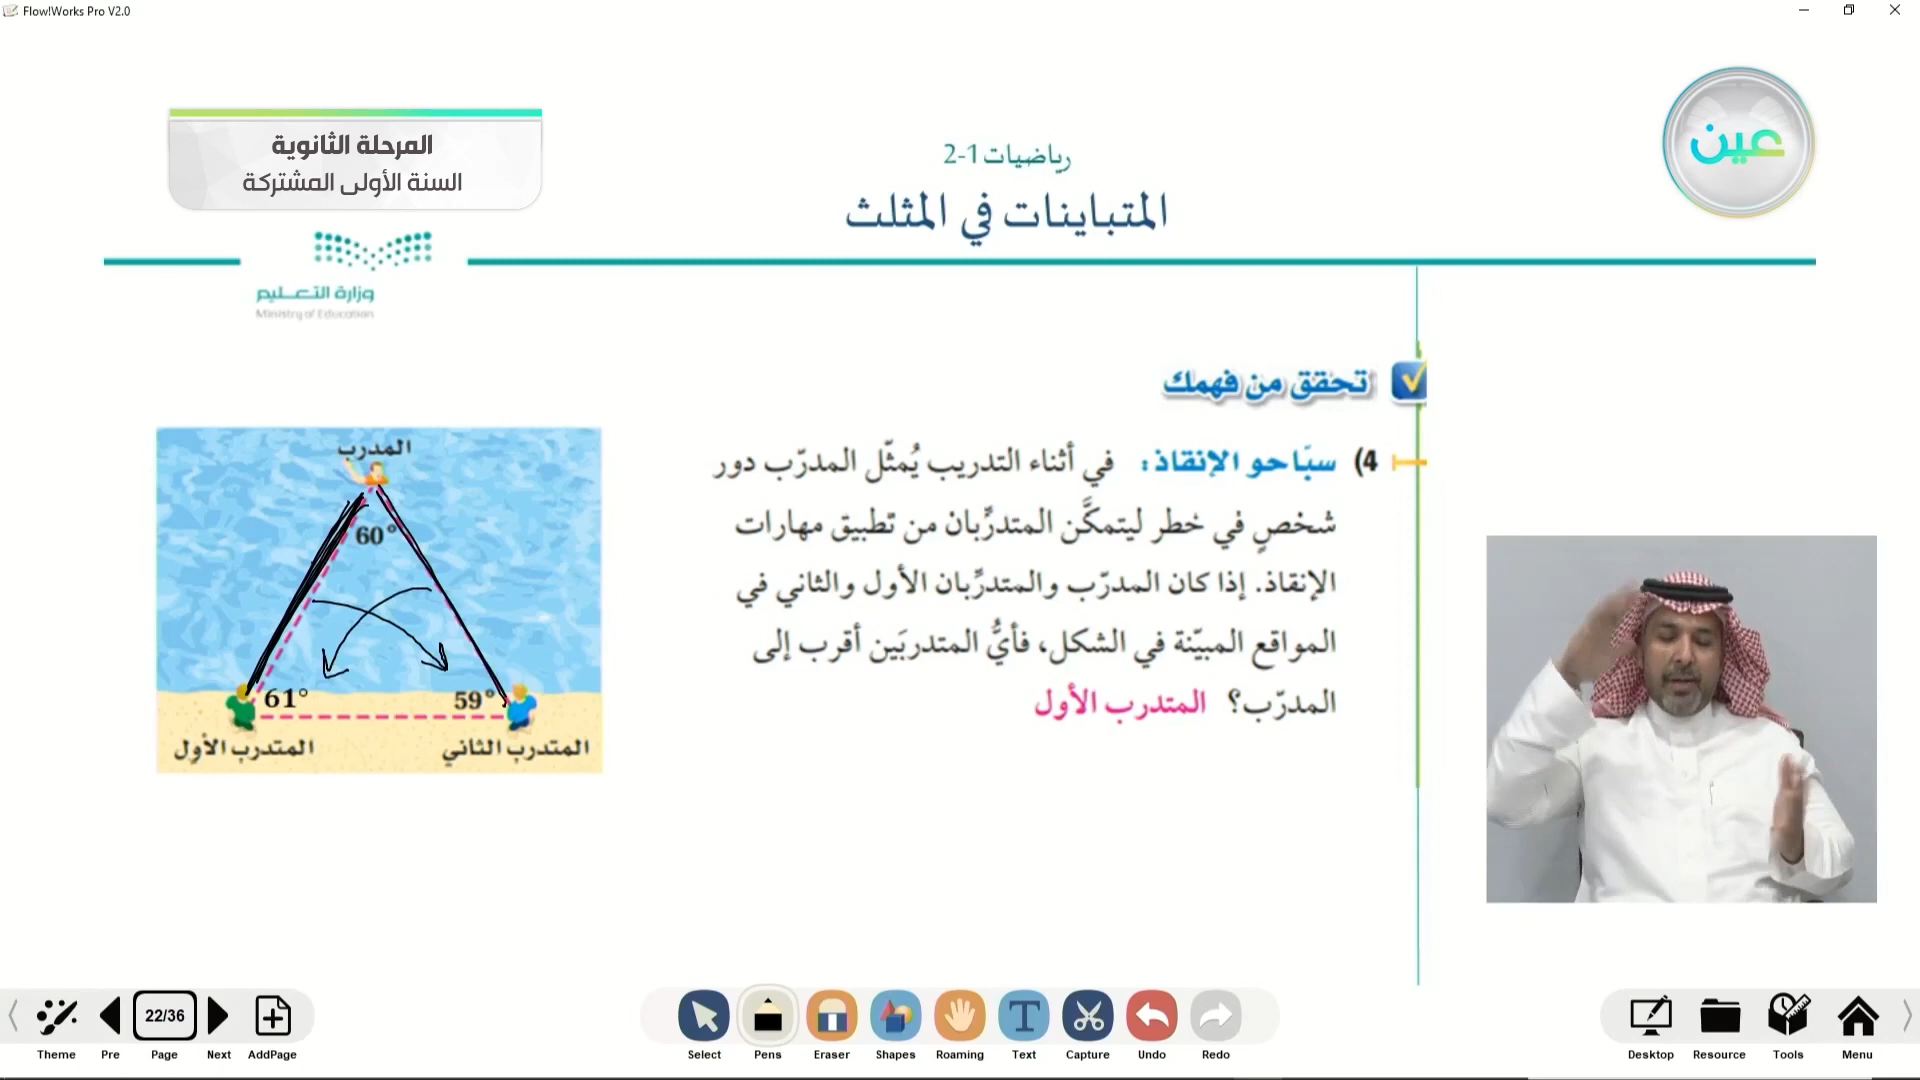 Flow!Works Pro V2.0
عين
المرحلة الثانوية
السنة الأولى المشتركة
رياضيات 1-2
المتباينات في المثلث
وزارة التعـليم
Ministry of Education
تحقق من فهمك
4) سبّاحو الإنقاذ: في أثناء التدريب يُمثّل المدرّب دور
شخصٍ في خطر ليتمكَّن المتدرِّبان من تطبيق مهارات
الإنقاذ. إذا كان المدرّب والمتدرِّبان الأول والثاني في
المواقع المبيّنة في الشكل، فأيُّ المتدربَين أقرب إلى
المدرّب؟ المتدرب الأول
المدرب
60°
61°
59°
المتدرب الأول
المتدرب الثاني
22/36
Theme
Pre
Page
Next
AddPage
Select
Pens
Eraser
Shapes
Roaming
Text
Capture
Undo
Redo
Desktop
Resource
Tools
Menu